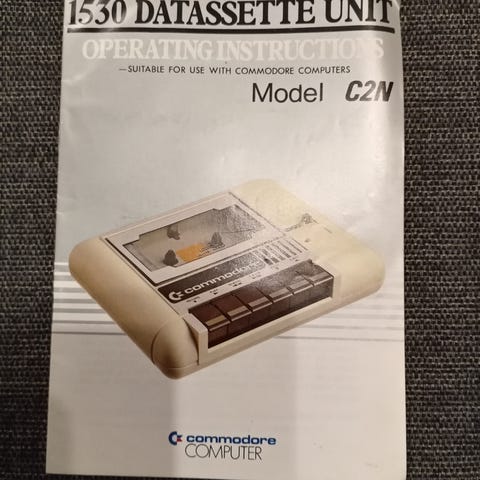 1530 DATASSETTE UNIT
OPERATING INSTRUCTIONS
—SUITABLE FOR USE WITH COMMODORE COMPUTERS
Model C2N
commodore
commodore
COMPUTER